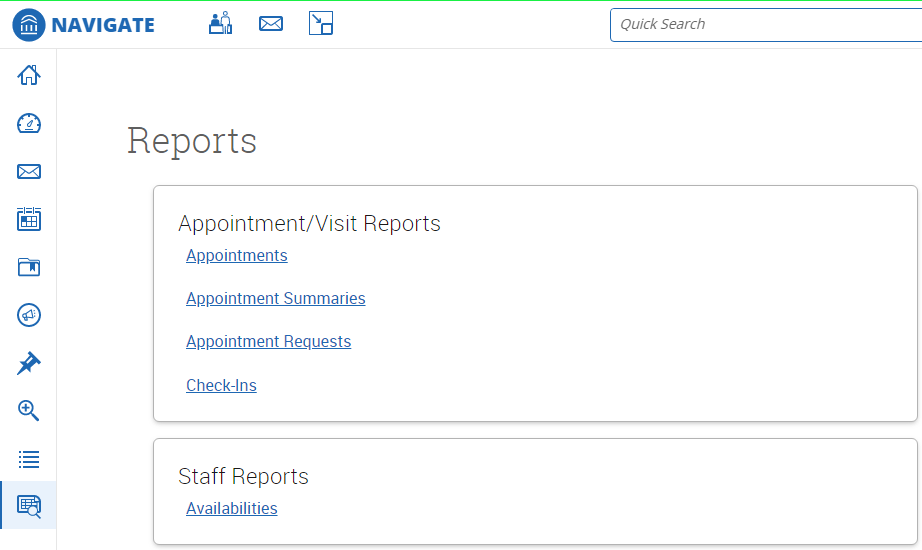 NAVIGATE
Quick Search
Reports
Appointment/Visit Reports
Appointments
Appointment Summaries
Appointment Requests
Check-Ins
Staff Reports
Availabilities